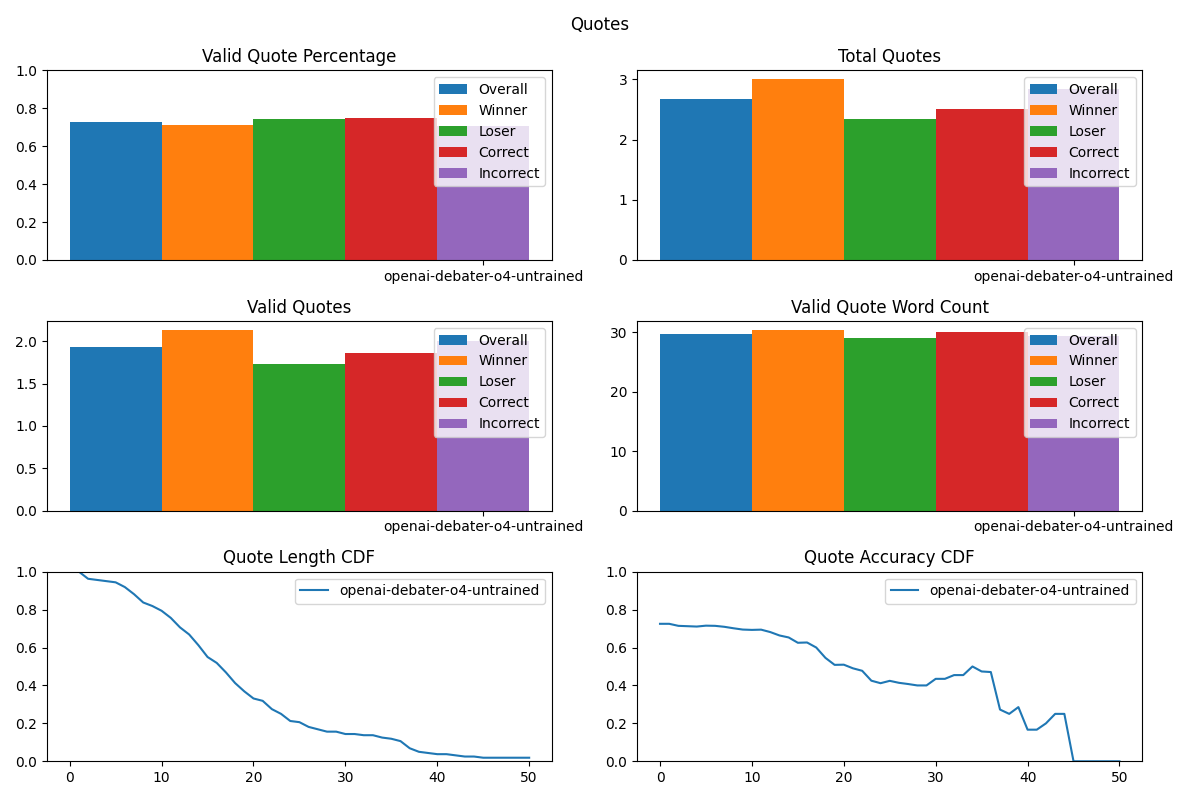 Quotes
Valid Quote Percentage
1.0
0.8
0.6
0.4
0.2
0.0
Overall
Winner
Loser
Correct
Incorrect
openai-debater-o4-untrained
Total Quotes
3
2
1
0
Overall
Winner
Loser
Correct
Incorrect
openai-debater-o4-untrained
Valid Quotes
2.0
1.5
1.0
0.5
0.0
Overall
Winner
Loser
Correct
Incorrect
openai-debater-o4-untrained
Valid Quote Word Count
30
20
10
0
Overall
Winner
Loser
Correct
Incorrect
openai-debater-o4-untrained
Quote Length CDF
1.0
0.8
0.6
0.4
0.2
0.0
openai-debater-o4-untrained
0 10 20 30 40 50
Quote Accuracy CDF
1.0
0.8
0.6
0.4
0.2
0.0
openai-debater-o4-untrained
0 10 20 30 40 50